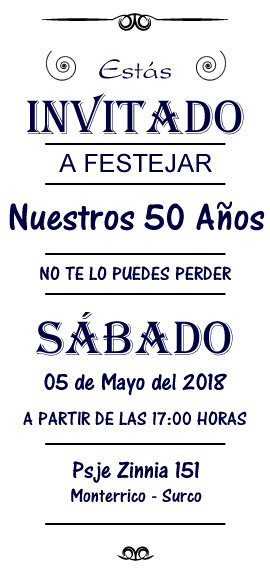 Estás
INVITADO
A FESTEJAR
Nuestros 50 Años
NO TE LO PUEDES PERDER
SÁBADO
05 de Mayo del 2018
A PARTIR DE LAS 17:00 HORAS
Psje Zinnia 151
Monterrico - Surco